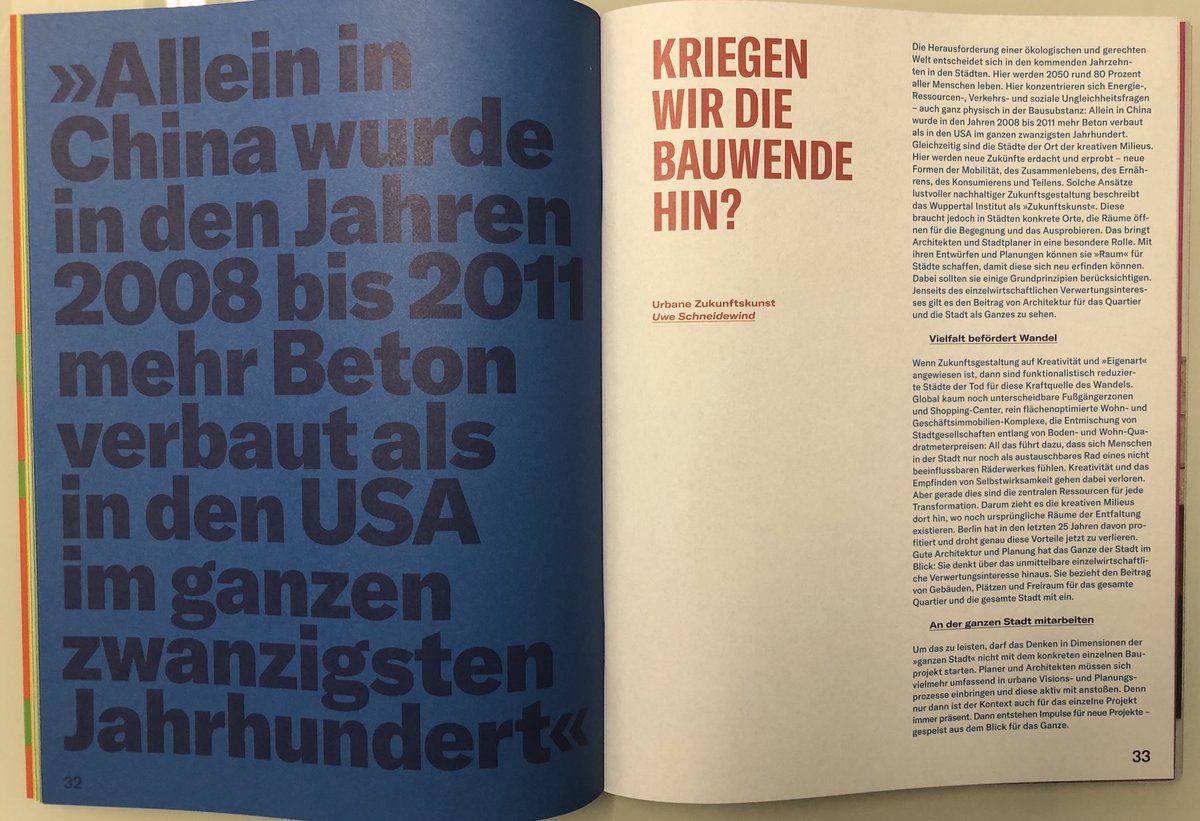 »Allein in
China wurde
in den Jahren
2008 bis 2011
mehr Beton
verbaut als
in den USA
im ganzen
zwanzigsten
Jahrhundert«
32
KRIEGEN
WIR DIE
BAUWENDE
HIN?
Urbane Zukunftskunst
Uwe Schneidewind
Die Herausforderung einer ökologischen und gerechten
Welt entscheidet sich in den kommenden Jahrzehn-
ten in den Städten. Hier werden 2050 rund 80 Prozent
aller Menschen leben. Hier konzentrieren sich Energie-,
Ressourcen-, Verkehrs- und soziale Ungleichheitsfragen
– auch ganz physisch in der Bausubstanz: Allein in China
wurde in den Jahren 2008 bis 2011 mehr Beton verbaut
als in den USA im ganzen zwanzigsten Jahrhundert.
Gleichzeitig sind die Städte der Ort der kreativen Milieus.
Hier werden neue Zukünfte erdacht und erprobt – neue
Formen der Mobilität, des Zusammenlebens, des Ernäh-
rens, des Konsumierens und Teilens. Solche Ansätze
lustvoller nachhaltiger Zukunftsgestaltung beschreibt
das Wuppertal Institut als »Zukunftskunst«. Diese
braucht jedoch in Städten konkrete Orte, die Räume öff-
nen für die Begegnung und das Ausprobieren. Das bringt
Architekten und Stadtplaner in eine besondere Rolle. Mit
ihren Entwürfen und Planungen können sie »Raum« für
Städte schaffen, damit diese sich neu erfinden können.
Dabei sollten sie einige Grundprinzipien berücksichtigen.
Jenseits des einzelwirtschaftlichen Verwertungsinteres-
ses gilt es den Beitrag von Architektur für das Quartier
und die Stadt als Ganzes zu sehen.
Vielfalt befördert Wandel
Wenn Zukunftsgestaltung auf Kreativität und »Eigenart«
angewiesen ist, dann sind funktionalistisch reduzier-
te Städte der Tod für diese Kraftquelle des Wandels.
Global kaum noch unterscheidbare Fußgängerzonen
und Shopping-Center, rein flächenoptimierte Wohn- und
Geschäftsimmobilien-Komplexe, die Entmischung von
Stadtgesellschaften entlang von Boden- und Wohn-Qua-
dratmeterpreisen: All das führt dazu, dass sich Menschen
in der Stadt nur noch als austauschbares Rad eines nicht
beeinflussbaren Räderwerkes fühlen. Kreativität und das
Empfinden von Selbstwirksamkeit gehen dabei verloren.
Aber gerade dies sind die zentralen Ressourcen für jede
Transformation. Darum zieht es die kreativen Milieus
dort hin, wo noch ursprüngliche Räume der Entfaltung
existieren. Berlin hat in den letzten 25 Jahren davon pro-
fitiert und droht genau diese Vorteile jetzt zu verlieren.
Gute Architektur und Planung hat das Ganze der Stadt im
Blick: Sie denkt über das unmittelbare einzelwirtschaftli-
che Verwertungsinteresse hinaus. Sie bezieht den Beitrag
von Gebäuden, Plätzen und Freiraum für das gesamte
Quartier und die gesamte Stadt mit ein.
An der ganzen Stadt mitarbeiten
Um das zu leisten, darf das Denken in Dimensionen der
»ganzen Stadt« nicht mit dem konkreten einzelnen Bau-
projekt starten. Planer und Architekten müssen sich
vielmehr umfassend in urbane Visions- und Planungs-
prozesse einbringen und diese aktiv mit anstoßen. Denn
nur dann ist der Kontext auch für das einzelne Projekt
immer präsent. Dann entstehen Impulse für neue Projekte –
gespeist aus dem Blick für das Ganze.
33